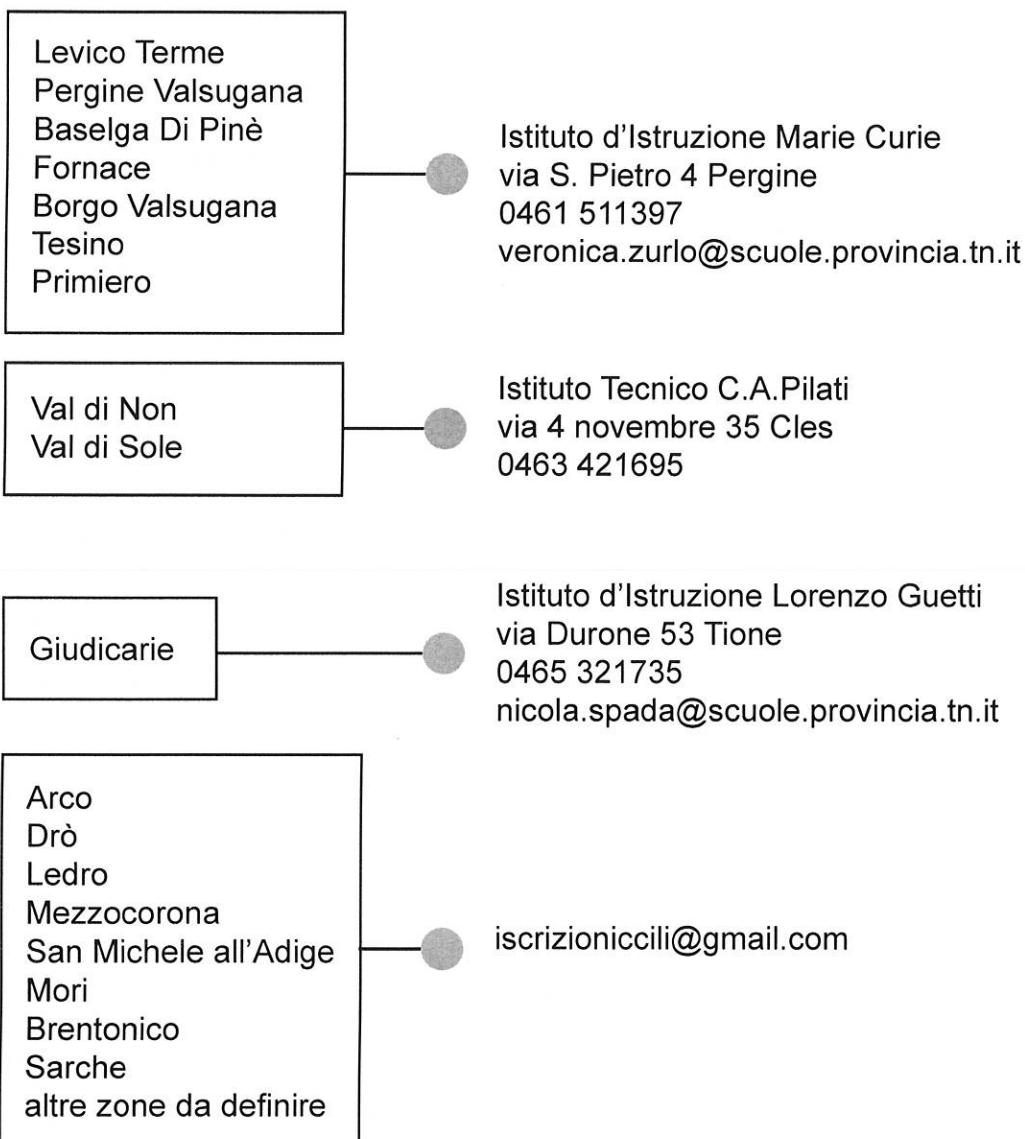 Levico Terme
Pergine Valsugana
Baselga Di Pinè
Fornace
Borgo Valsugana
Tesino
Primiero
Istituto d'Istruzione Marie Curie
via S. Pietro 4 Pergine
0461 511397
veronica.zurlo@scuole.provincia.tn.it
Val di Non
Val di Sole
Istituto Tecnico C.A.Pilati
via 4 novembre 35 Cles
0463 421695
Giudicarie
Istituto d'Istruzione Lorenzo Guetti
via Durone 53 Tione
0465 321735
nicola.spada@scuole.provincia.tn.it
Arco
Drò
Ledro
Mezzocorona
San Michele all'Adige
Mori
Brentonico
Sarche
altre zone da definire
iscrizioniccili@gmail.com